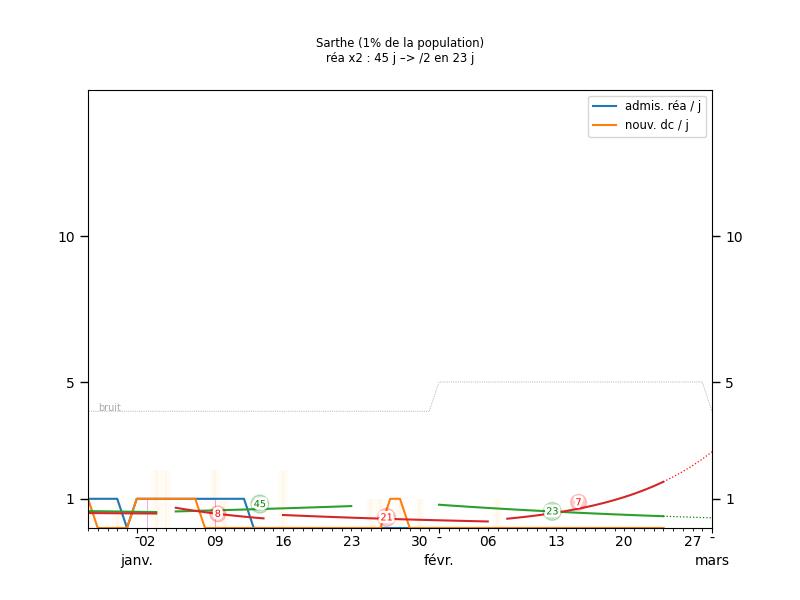 Sarthe (1% de la population)
réa x2 : 45 j –> /2 en 23 j
admis. réa / j
nouv. dc / j
10
10
5
5
bruit
1
1
45
8
21
23
7
02
09
16
23
30
06
13
20
27
janv.
févr.
mars